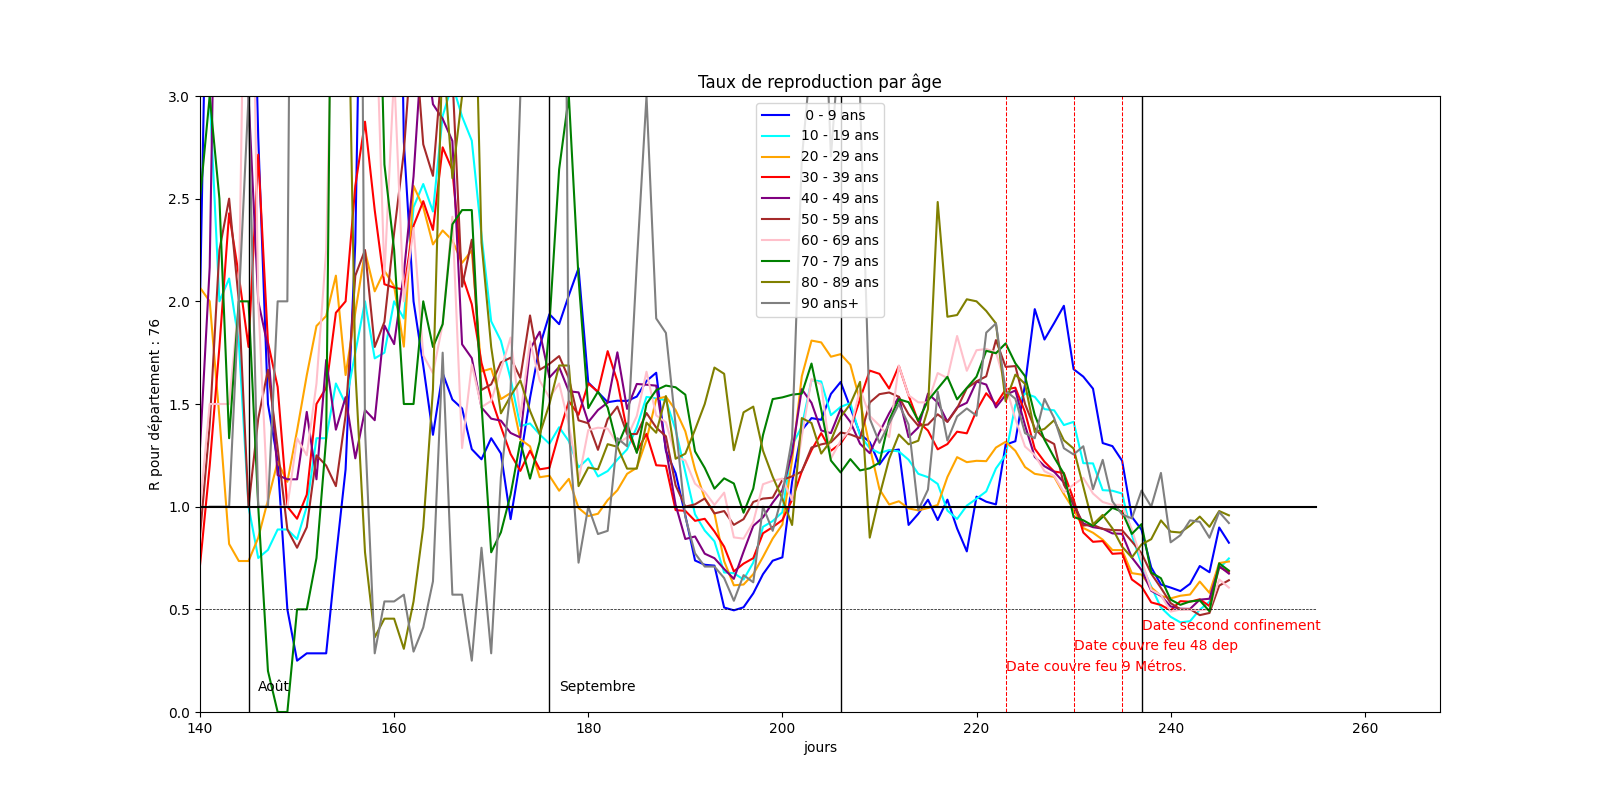 Taux de reproduction par âge
3.0
2.5
2.0
1.5
1.0
0.5
0.0
R pour département : 76
0 - 9 ans
10 - 19 ans
20 - 29 ans
30 - 39 ans
40 - 49 ans
50 - 59 ans
60 - 69 ans
70 - 79 ans
80 - 89 ans
90 ans+
Date second confinement
Date couvre feu 48 dep
Date couvre feu 9 Métros.
Août
Septembre
140
160
180
200
220
240
260
jours